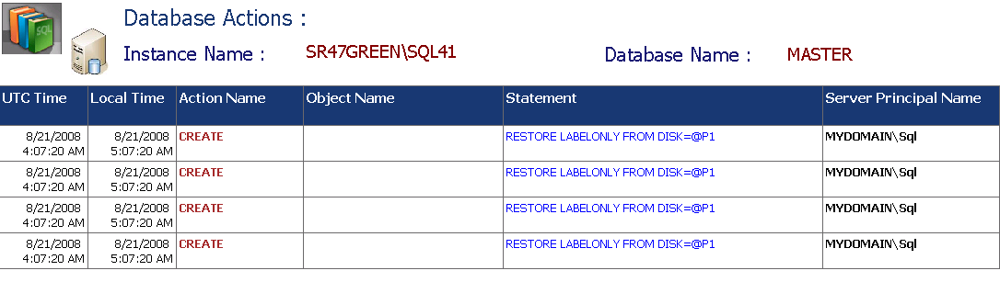 SQL
Database Actions :
Instance Name : SR47GREEN\SQL41 Database Name : MASTER
UTC Time Local Time Action Name Object Name Statement Server Principal Name
8/21/2008 8/21/2008 CREATE RESTORE LABELONLY FROM DISK=@P1 MYDOMAIN\Sql
4:07:20 AM 5:07:20 AM
8/21/2008 8/21/2008 CREATE RESTORE LABELONLY FROM DISK=@P1 MYDOMAIN\Sql
4:07:20 AM 5:07:20 AM
8/21/2008 8/21/2008 CREATE RESTORE LABELONLY FROM DISK=@P1 MYDOMAIN\Sql
4:07:20 AM 5:07:20 AM
8/21/2008 8/21/2008 CREATE RESTORE LABELONLY FROM DISK=@P1 MYDOMAIN\Sql
4:07:20 AM 5:07:20 AM